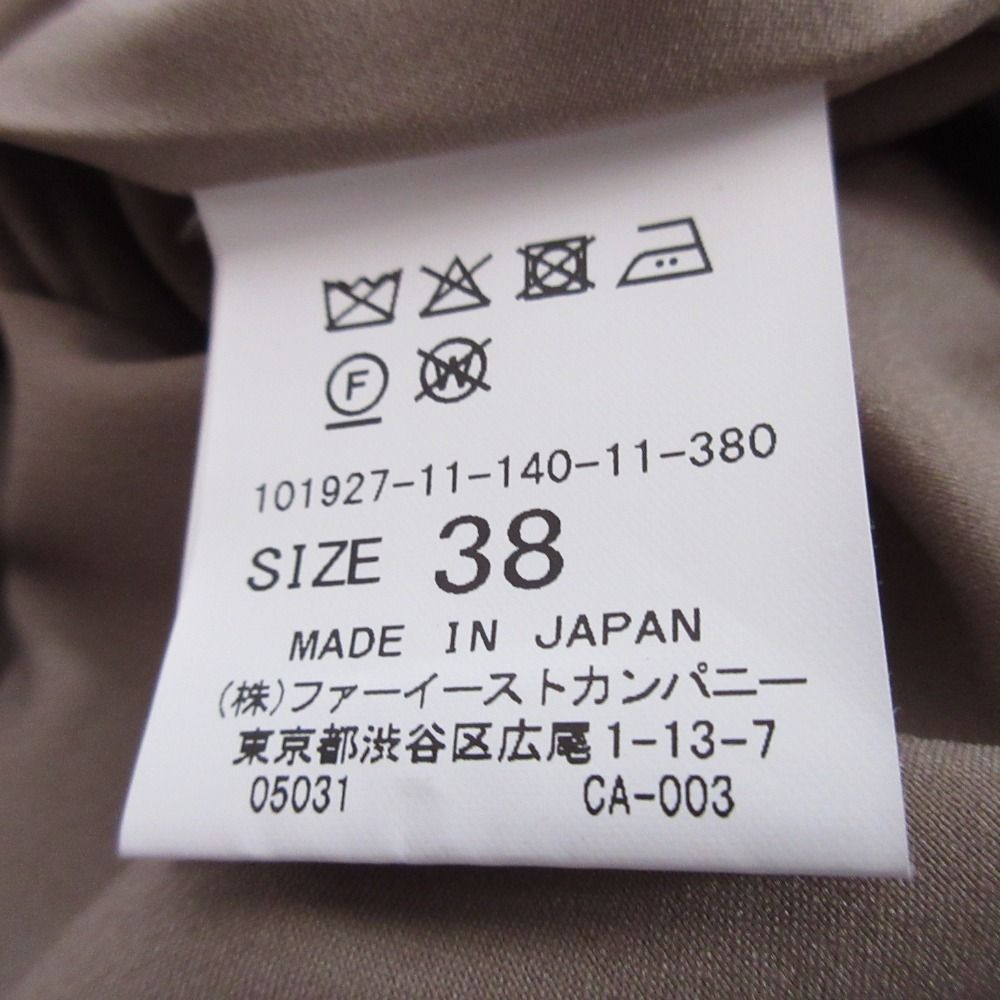 F W
101927-11-140-11-380
SIZE 38
MADE IN JAPAN
(株)ファーイーストカンパニー
東京都渋谷区広尾1-13-7
05031 CA-003